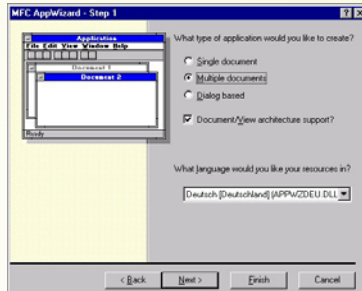 MFC AppWizard - Step 1
Application
File Edit View Window Help
Document 1
Document 2
Ready
What type of application would you like to create?
Single document
Multiple documents
Dialog based
Document/View architecture support?
What language would you like your resources in?
Deutsch [Deutschland] (APPWZDEU.DLL
< Back
Next >
Finish
Cancel